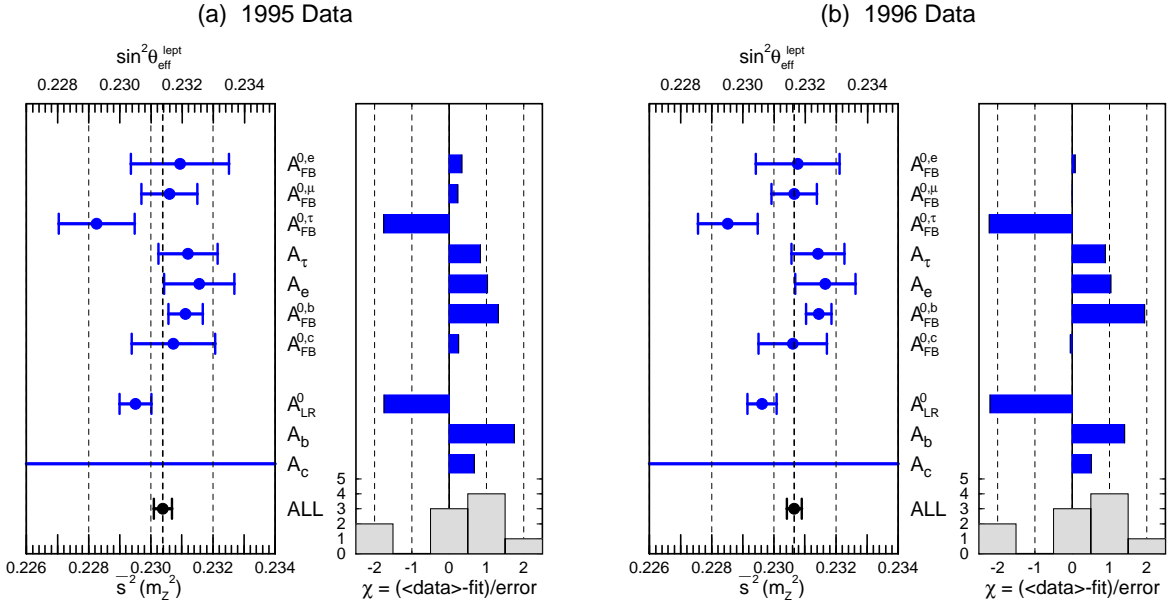 (a) 1995 Data
sin²θ_eff^lept
0.228 0.230 0.232 0.234
A_FB^0,e
A_FB^0,μ
A_FB^0,τ
A_τ
A_e
A_FB^0,b
A_FB^0,c
A_LR^0
A_b
A_c
ALL
0.226 0.230 0.232 0.234
s̅²(m_Z²)
5
4
3
2
1
0
-2 -1 0 1 2
χ = (<data>-fit)/error
(b) 1996 Data
sin²θ_eff^lept
0.228 0.230 0.232 0.234
A_FB^0,e
A_FB^0,μ
A_FB^0,τ
A_τ
A_e
A_FB^0,b
A_FB^0,c
A_LR^0
A_b
A_c
ALL
0.226 0.230 0.232 0.234
s̅²(m_Z²)
5
4
3
2
1
0
-2 -1 0 1 2
χ = (<data>-fit)/error